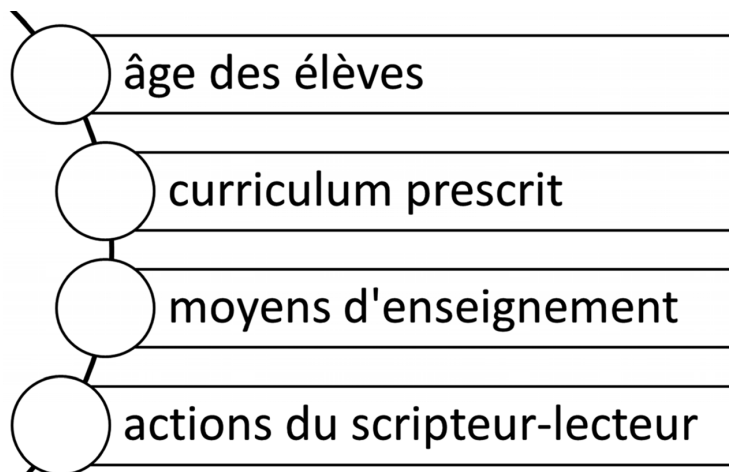 âge des élèves
curriculum prescrit
moyens d'enseignement
actions du scripteur-lecteur